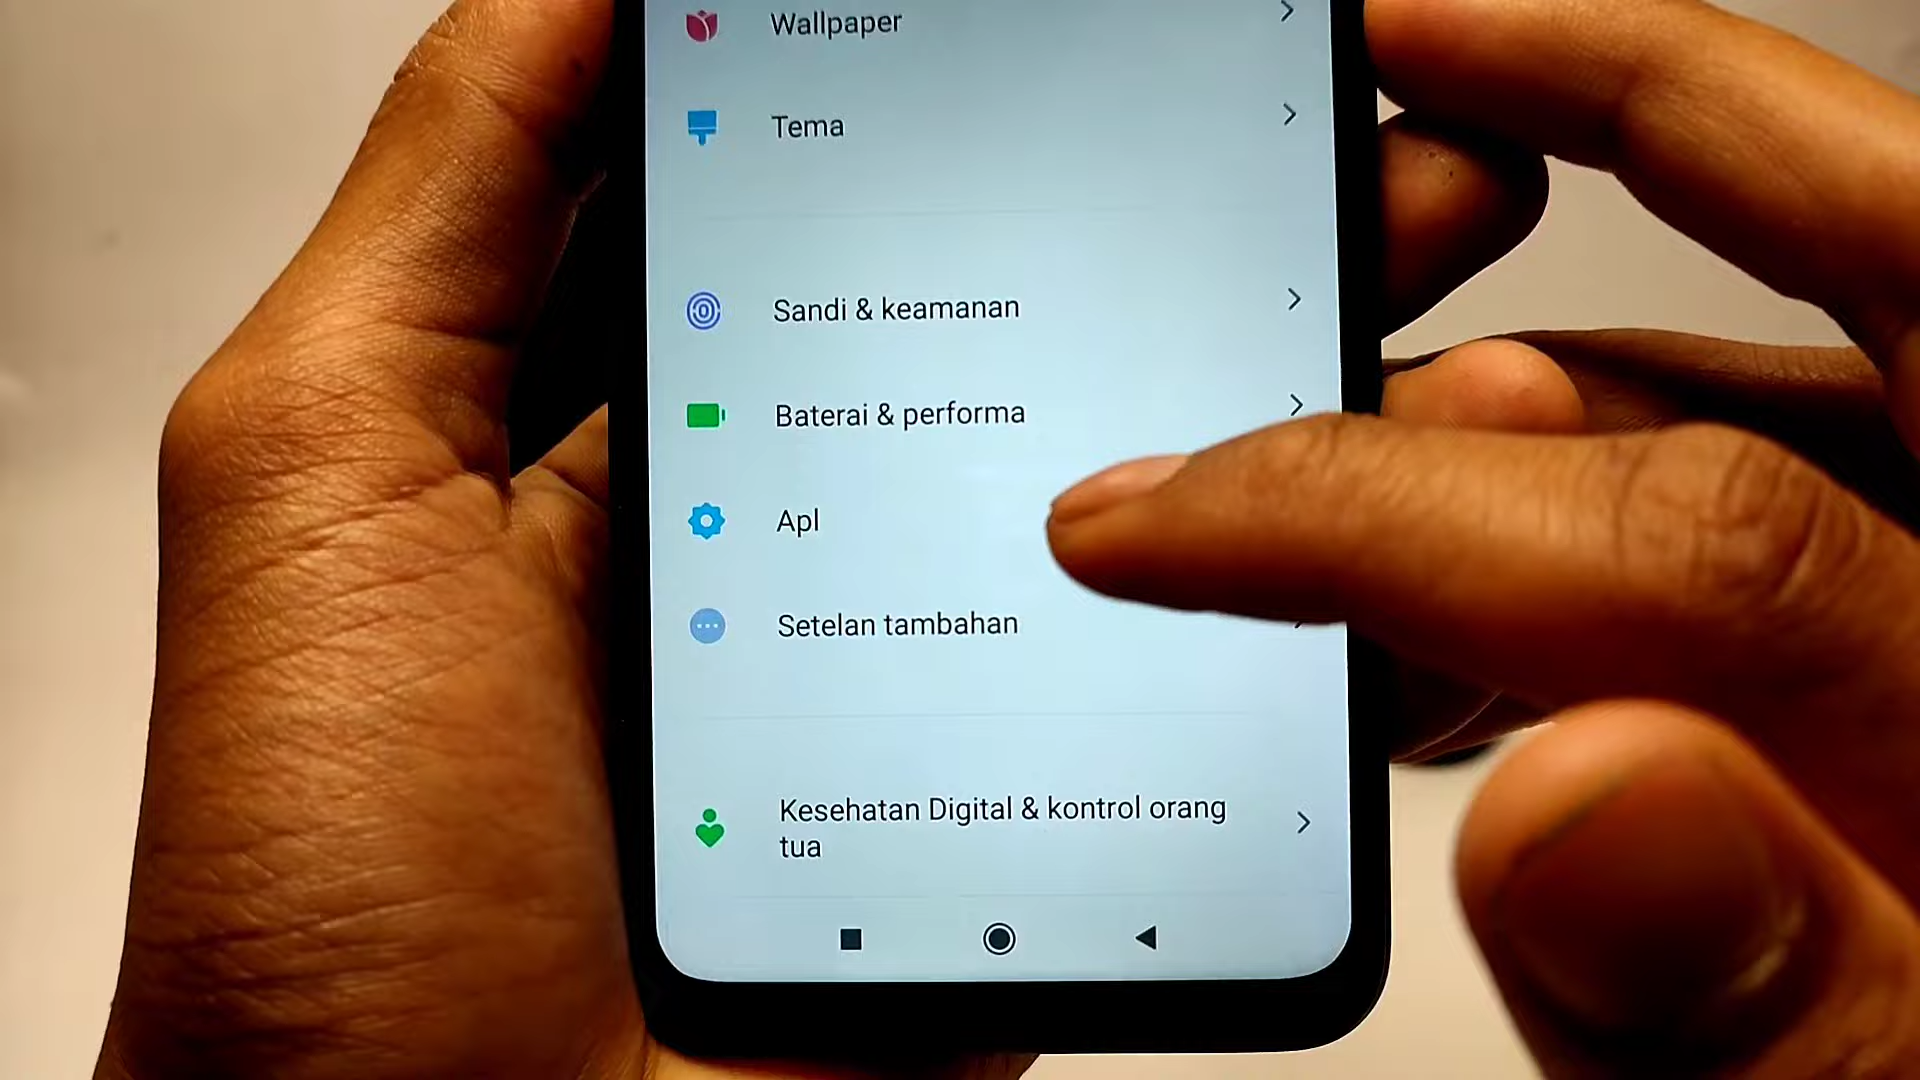 Wallpaper
Tema
Sandi & keamanan
Baterai & performa
Apl
Setelan tambahan
Kesehatan Digital & kontrol orang
tua